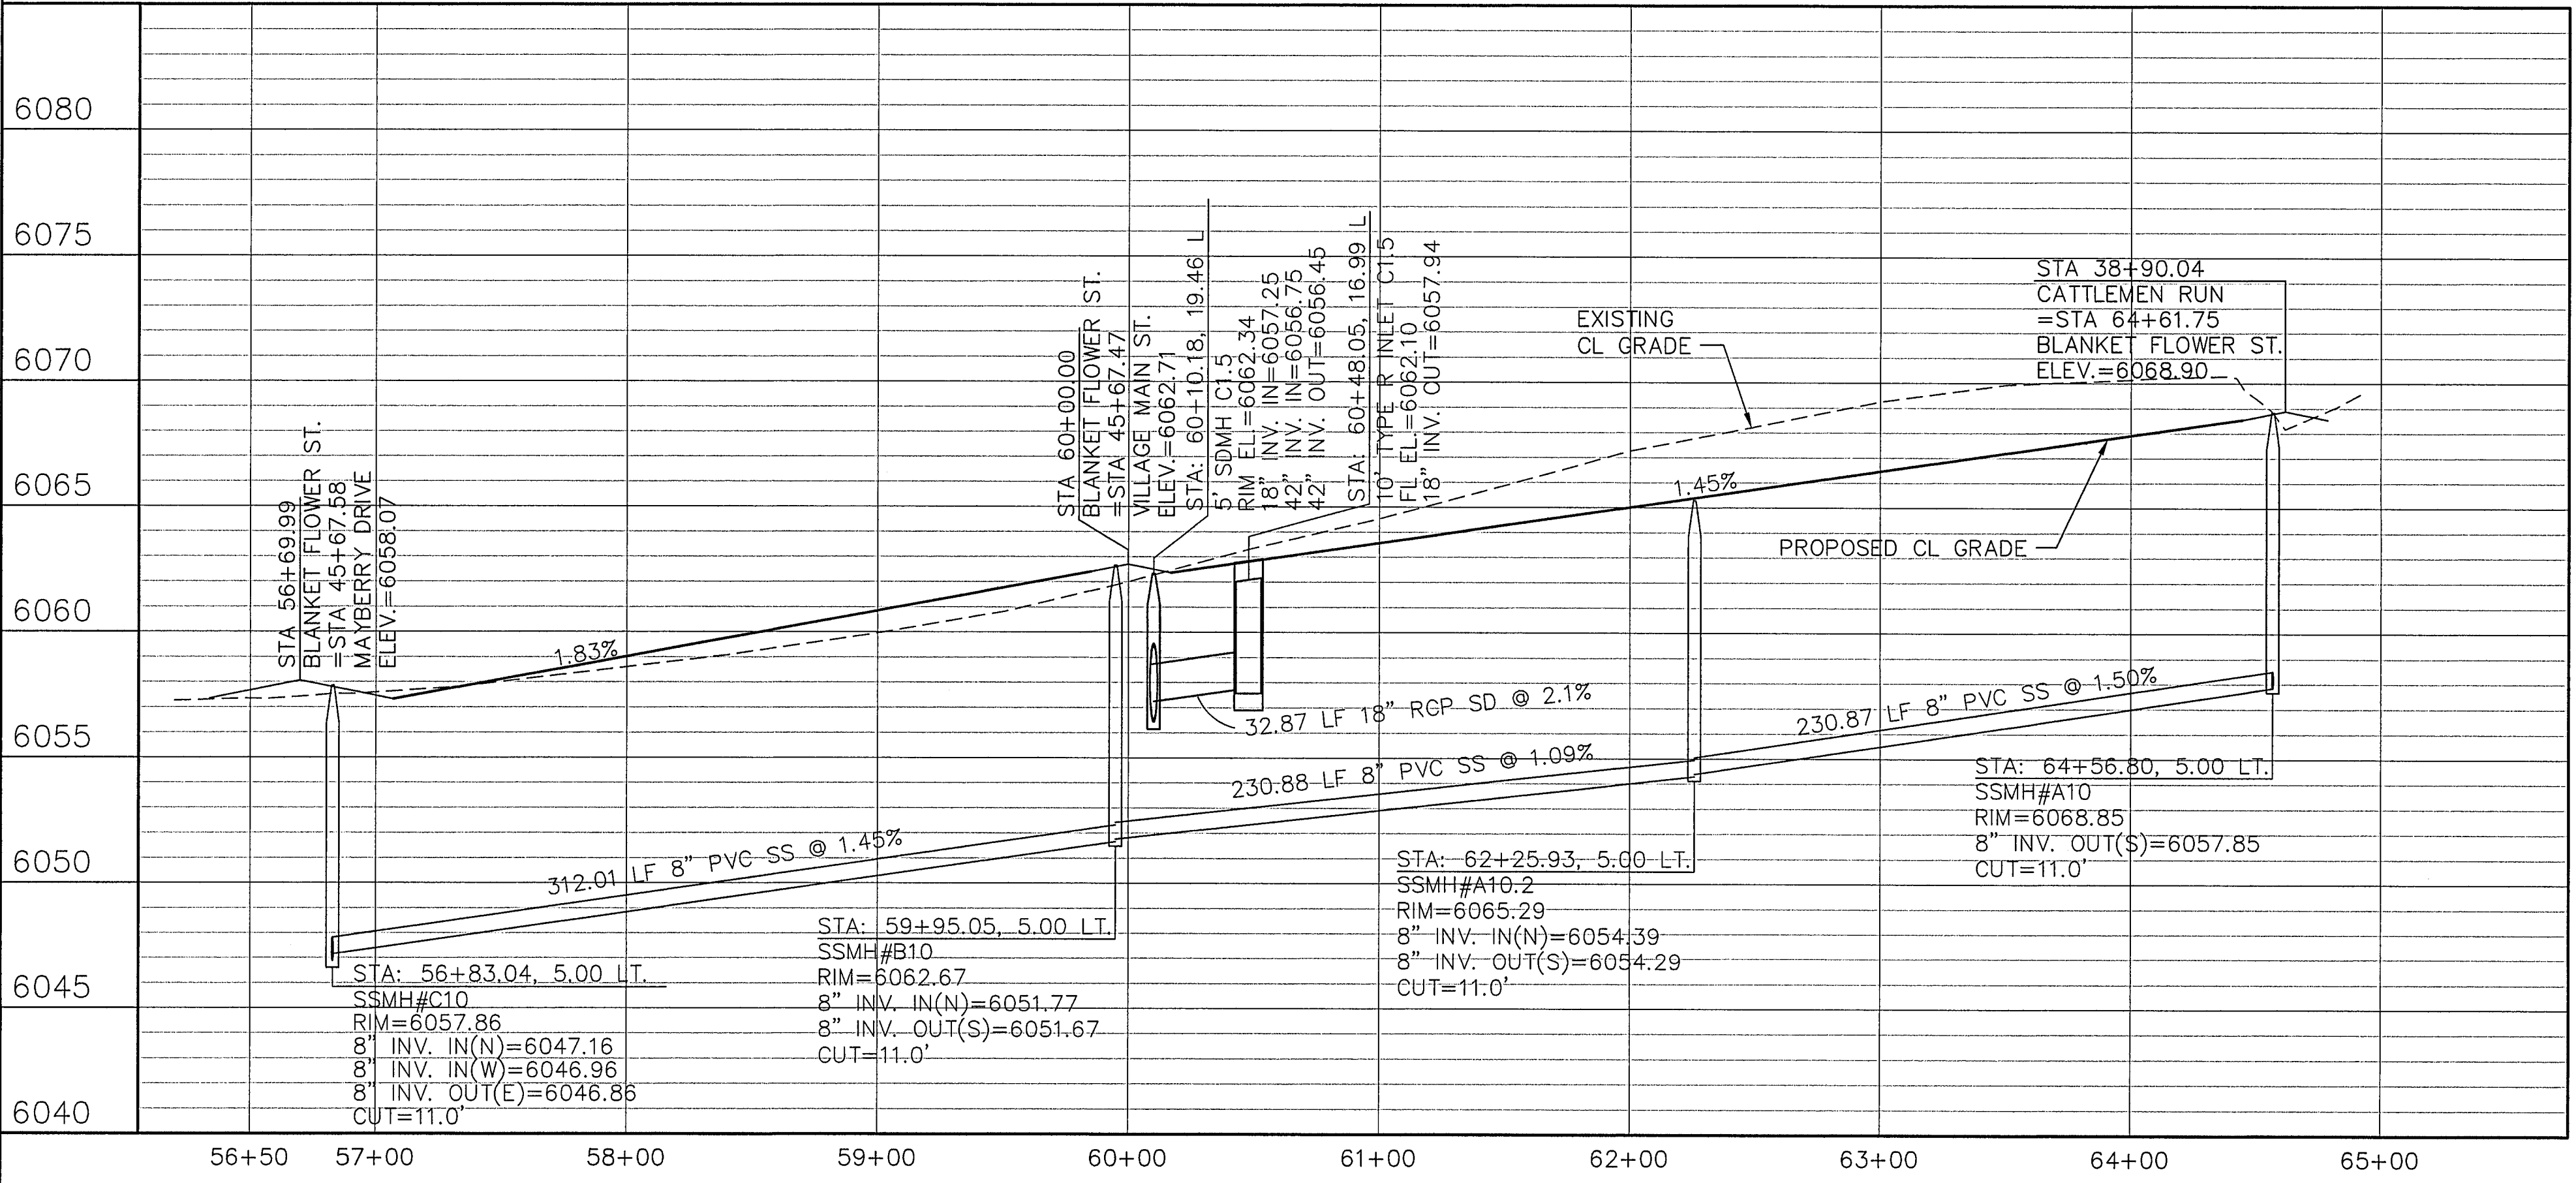 6080
6075
6070
6065
6060
6055
6050
6045
6040
STA 56+69.99
BLANKET FLOWER ST.
=STA 45+67.58
MAYBERRY DRIVE
ELEV.=6058.07
STA 60+00.00
BLANKET FLOWER ST.
=STA 45+67.47
VILLAGE MAIN ST.
ELEV.=6062.71
STA: 60+10.18, 19.46 L
5' SDMH C1.5
RIM EL.=6062.34
18" INV. IN=6057.25
42" INV. IN=6056.75
42" INV. OUT=6056.45
STA: 60+48.05, 16.99 L
10' TYPE R INLET C1.5
FL EL=6062.10
18" INV. OUT=6057.94
EXISTING
CL GRADE
STA 38+90.04
CATTLEMEN RUN
=STA 64+61.75
BLANKET FLOWER ST.
ELEV.=6068.90
1.83%
1.45%
PROPOSED CL GRADE
32.87 LF 18" RCP SD @ 2.1%
312.01 LF 8" PVC SS @ 1.45%
230.88 LF 8" PVC SS @ 1.09%
230.87 LF 8" PVC SS @ 1.50%
STA: 56+83.04, 5.00 LT.
SSMH#C10
RIM=6057.86
8" INV. IN(N)=6047.16
8" INV. IN(W)=6046.96
8" INV. OUT(E)=6046.86
CUT=11.0'
STA: 59+95.05, 5.00 LT.
SSMH#B10
RIM=6062.67
8" INV. IN(N)=6051.77
8" INV. OUT(S)=6051.67
CUT=11.0'
STA: 62+25.93, 5.00 LT.
SSMH#A10.2
RIM=6065.29
8" INV. IN(N)=6054.39
8" INV. OUT(S)=6054.29
CUT=11.0'
STA: 64+56.80, 5.00 LT.
SSMH#A10
RIM=6068.85
8" INV. OUT(S)=6057.85
CUT=11.0'
56+50 57+00 58+00 59+00 60+00 61+00 62+00 63+00 64+00 65+00